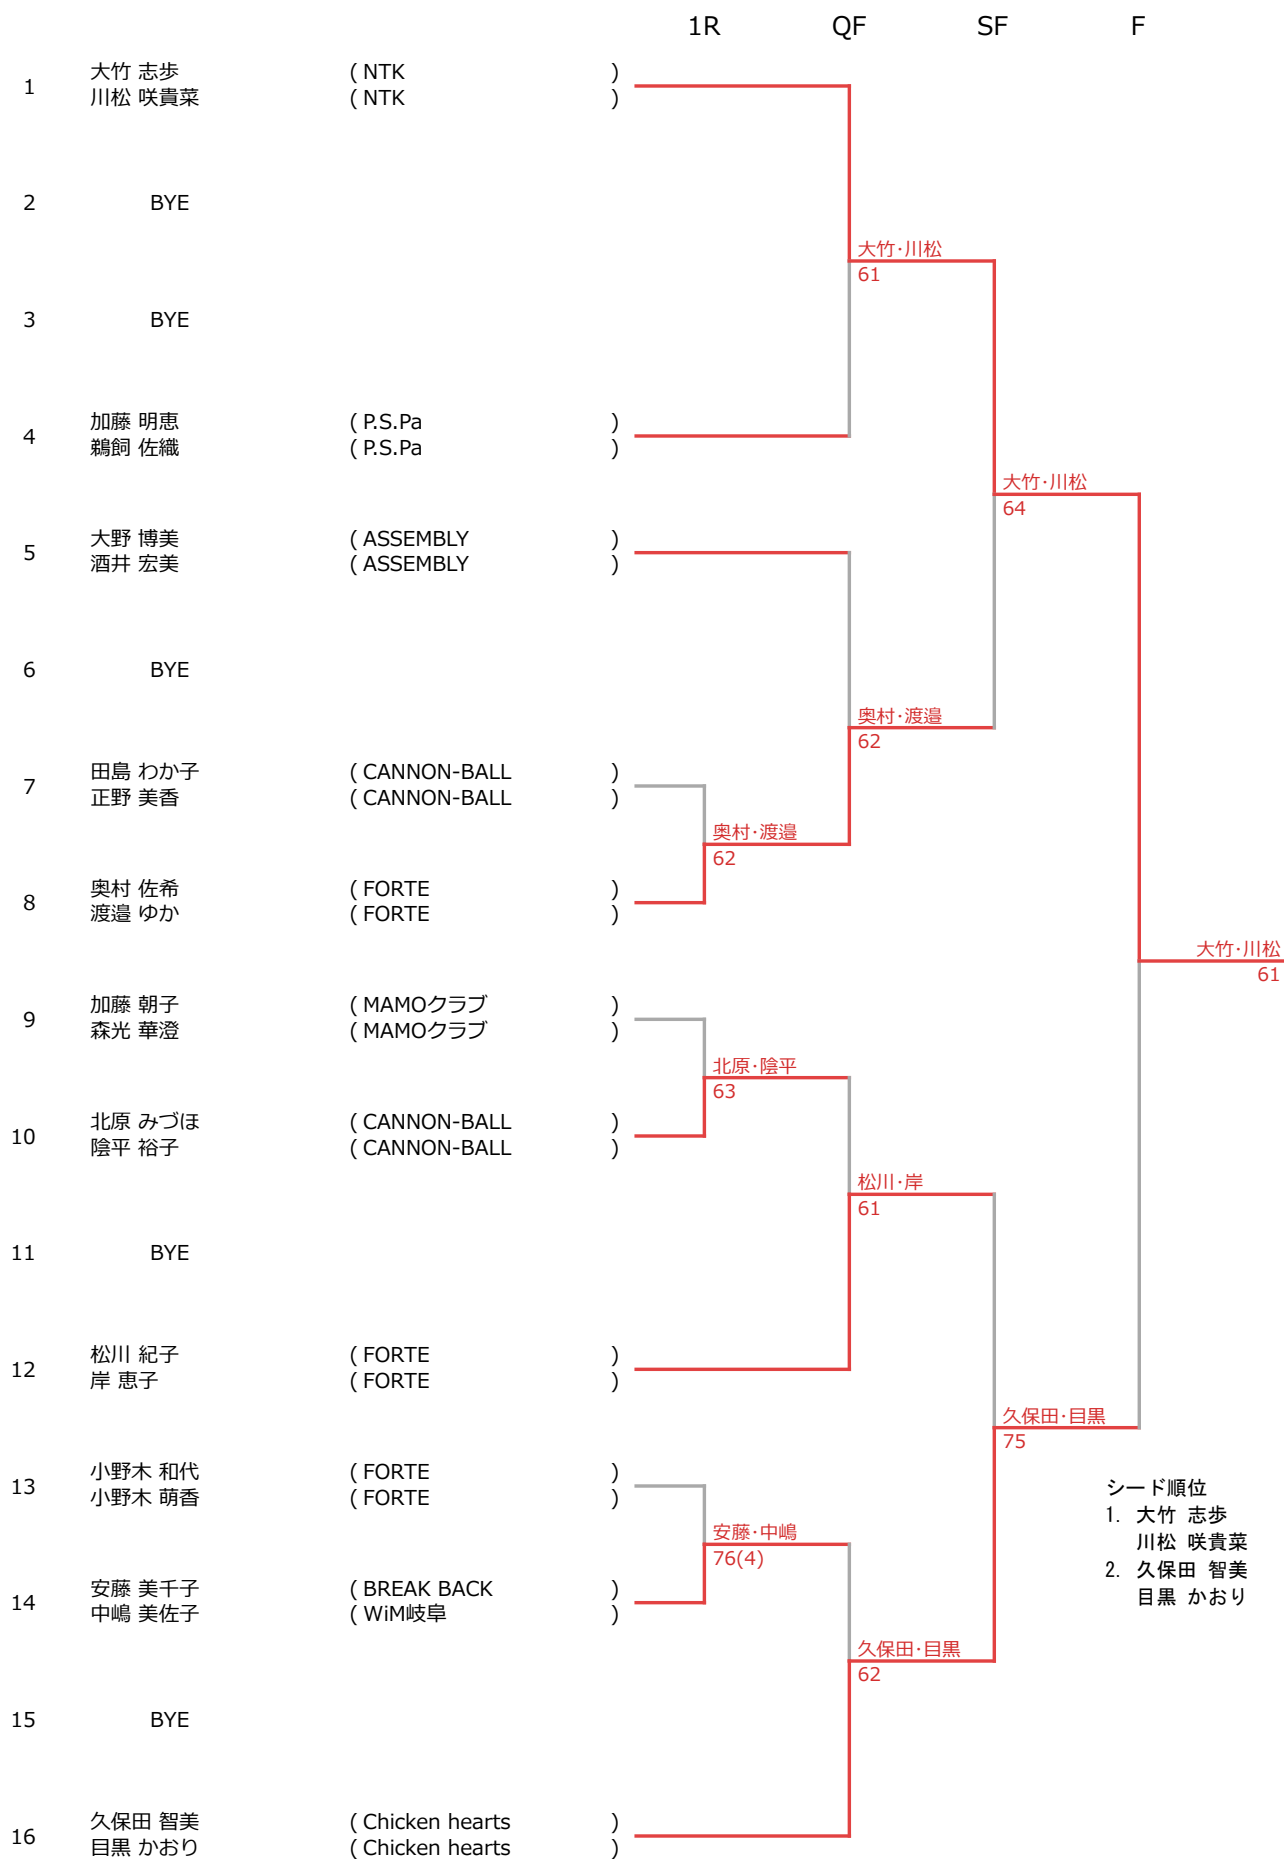 1R QF SF F
1 大竹 志歩 ( NTK )
川松 咲貴菜 ( NTK )
2 BYE
大竹・川松
61
3 BYE
4 加藤 明恵 ( P.S.Pa )
鵜飼 佐織 ( P.S.Pa )
大竹・川松
64
5 大野 博美 ( ASSEMBLY )
酒井 宏美 ( ASSEMBLY )
6 BYE
奥村・渡邉
62
7 田島 わか子 ( CANNON-BALL )
正野 美香 ( CANNON-BALL )
奥村・渡邉
62
8 奥村 佐希 ( FORTE )
渡邉 ゆか ( FORTE )
大竹・川松
61
9 加藤 朝子 ( MAMOクラブ )
森光 華澄 ( MAMOクラブ )
北原・陰平
63
10 北原 みづほ ( CANNON-BALL )
陰平 裕子 ( CANNON-BALL )
松川・岸
61
11 BYE
12 松川 紀子 ( FORTE )
岸 恵子 ( FORTE )
久保田・目黒
75
13 小野木 和代 ( FORTE )
小野木 萌香 ( FORTE )
シード順位
1. 大竹 志歩
川松 咲貴菜
2. 久保田 智美
目黒 かおり
安藤・中嶋
76(4)
14 安藤 美千子 ( BREAK BACK )
中嶋 美佐子 ( WiM岐阜 )
久保田・目黒
62
15 BYE
16 久保田 智美 ( Chicken hearts )
目黒 かおり ( Chicken hearts )